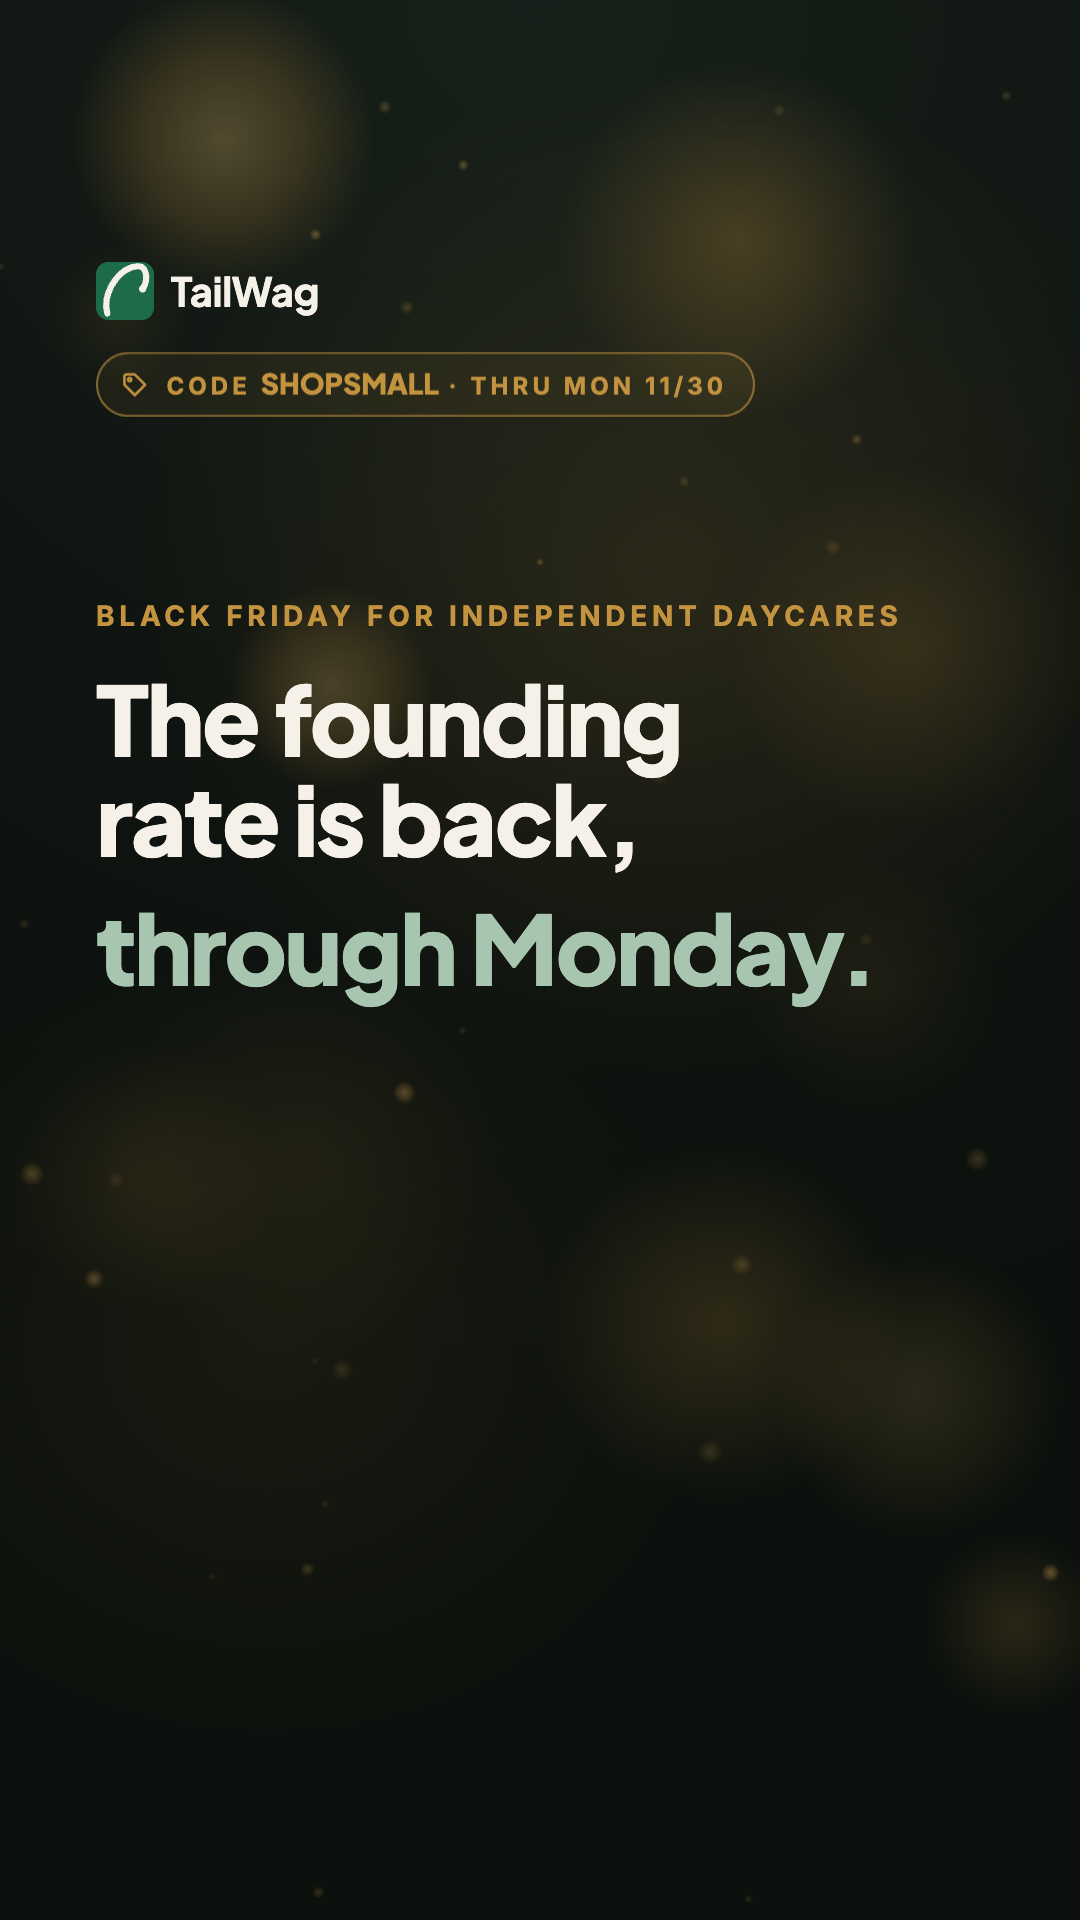 TailWag
CODE SHOPSMALL · THRU MON 11/30
BLACK FRIDAY FOR INDEPENDENT DAYCARES
The founding
rate is back,
through Monday.